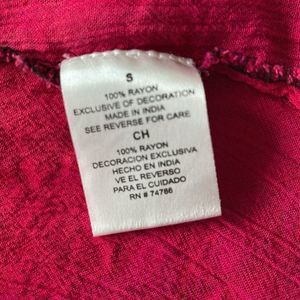 S
100% RAYON
EXCLUSIVE OF DECORATION
MADE IN INDIA
SEE REVERSE FOR CARE
CH
100% RAYON
DECORACION EXCLUSIVA
HECHO EN INDIA
VE EL REVERSO
PARA EL CUIDADO
RN # 74766